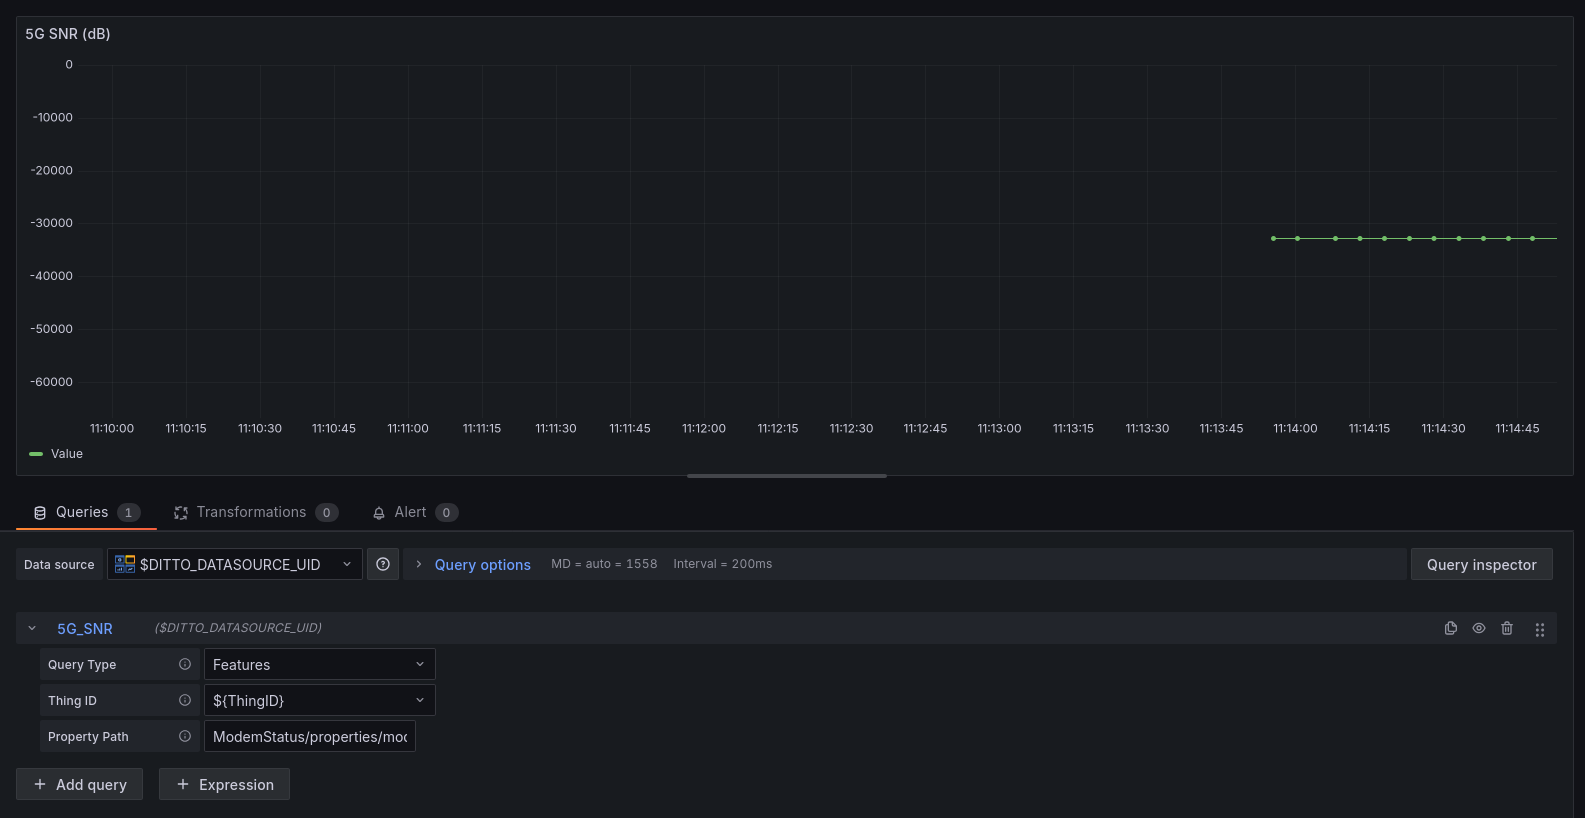 5G SNR (dB)
0
-10000
-20000
-30000
-40000
-50000
-60000
11:10:00 11:10:15 11:10:30 11:10:45 11:11:00 11:11:15 11:11:30 11:11:45 11:12:00 11:12:15 11:12:30 11:12:45 11:13:00 11:13:15 11:13:30 11:13:45 11:14:00 11:14:15 11:14:30 11:14:45
Value
Queries 1 Transformations 0 Alert 0
Data source $DITTO_DATASOURCE_UID Query options MD = auto = 1558 Interval = 200ms Query inspector
5G_SNR ($DITTO_DATASOURCE_UID)
Query Type Features
Thing ID ${ThingID}
Property Path ModemStatus/properties/moc
+ Add query + Expression